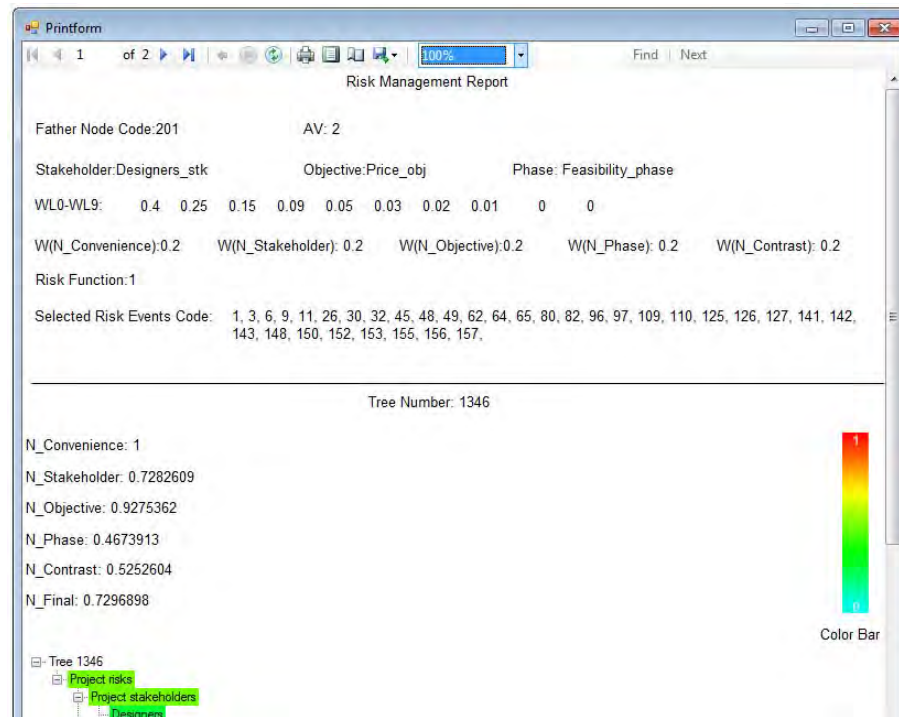 Printform
1 of 2 100% Find | Next
Risk Management Report
Father Node Code:201 AV: 2
Stakeholder:Designers_stk Objective:Price_obj Phase: Feasibility_phase
WL0-WL9: 0.4 0.25 0.15 0.09 0.05 0.03 0.02 0.01 0 0
W(N_Convenience):0.2 W(N_Stakeholder): 0.2 W(N_Objective):0.2 W(N_Phase): 0.2 W(N_Contrast): 0.2
Risk Function:1
Selected Risk Events Code: 1, 3, 6, 9, 11, 26, 30, 32, 45, 48, 49, 62, 64, 65, 80, 82, 96, 97, 109, 110, 125, 126, 127, 141, 142,
143, 148, 150, 152, 153, 155, 156, 157,
Tree Number: 1346
N_Convenience: 1
1
N_Stakeholder: 0.7282609
N_Objective: 0.9275362
N_Phase: 0.4673913
N_Contrast: 0.5252604
N_Final: 0.7296898
0
Color Bar
Tree 1346
Project risks
Project stakeholders
Designers